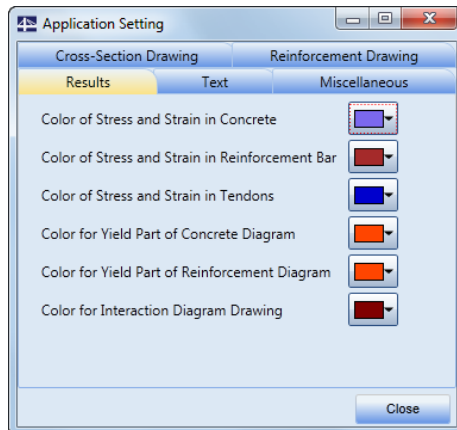 Application Setting
Cross-Section Drawing Reinforcement Drawing
Results Text Miscellaneous
Color of Stress and Strain in Concrete
Color of Stress and Strain in Reinforcement Bar
Color of Stress and Strain in Tendons
Color for Yield Part of Concrete Diagram
Color for Yield Part of Reinforcement Diagram
Color for Interaction Diagram Drawing
Close